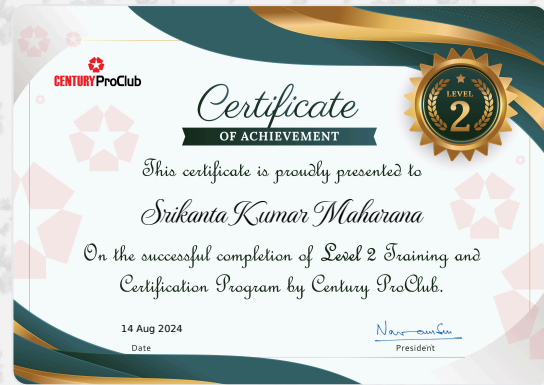 CENTURY ProClub
Certificate
OF ACHIEVEMENT
LEVEL
2
This certificate is proudly presented to
Srikanta Kumar Maharana
On the successful completion of Level 2 Training and
Certification Program by Century ProClub.
14 Aug 2024
Date
President